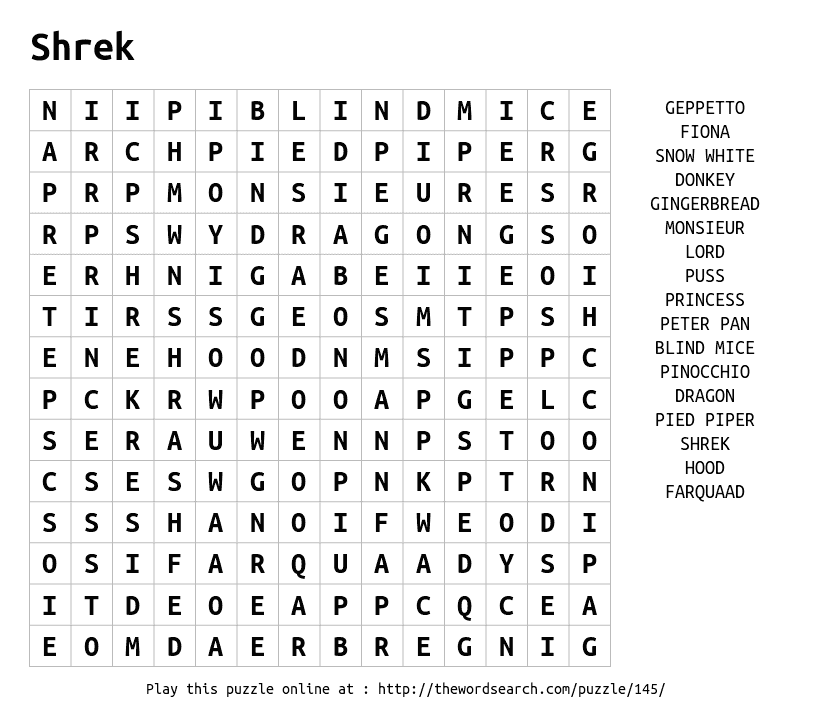 Shrek
N I I P I B L I N D M I C E
A R C H P I E D P I P E R G
P R P M O N S I E U R E S R
R P S W Y D R A G O N G S O
E R H N I G A B E I I E O I
T I R S S G E O S M T P S H
E N E H O O D N M S I P P C
P C K R W P O O A P G E L C
S E R A U W E N N P S T O O
C S E S W G O P N K P T R N
S S S H A N O I F W E O D I
O S I F A R Q U A A D Y S P
I T D E O E A P P C Q C E A
E O M D A E R B R E G N I G
GEPPETTO
FIONA
SNOW WHITE
DONKEY
GINGERBREAD
MONSIEUR
LORD
PUSS
PRINCESS
PETER PAN
BLIND MICE
PINOCCHIO
DRAGON
PIED PIPER
SHREK
HOOD
FARQUAAD
Play this puzzle online at : http://thewordsearch.com/puzzle/145/